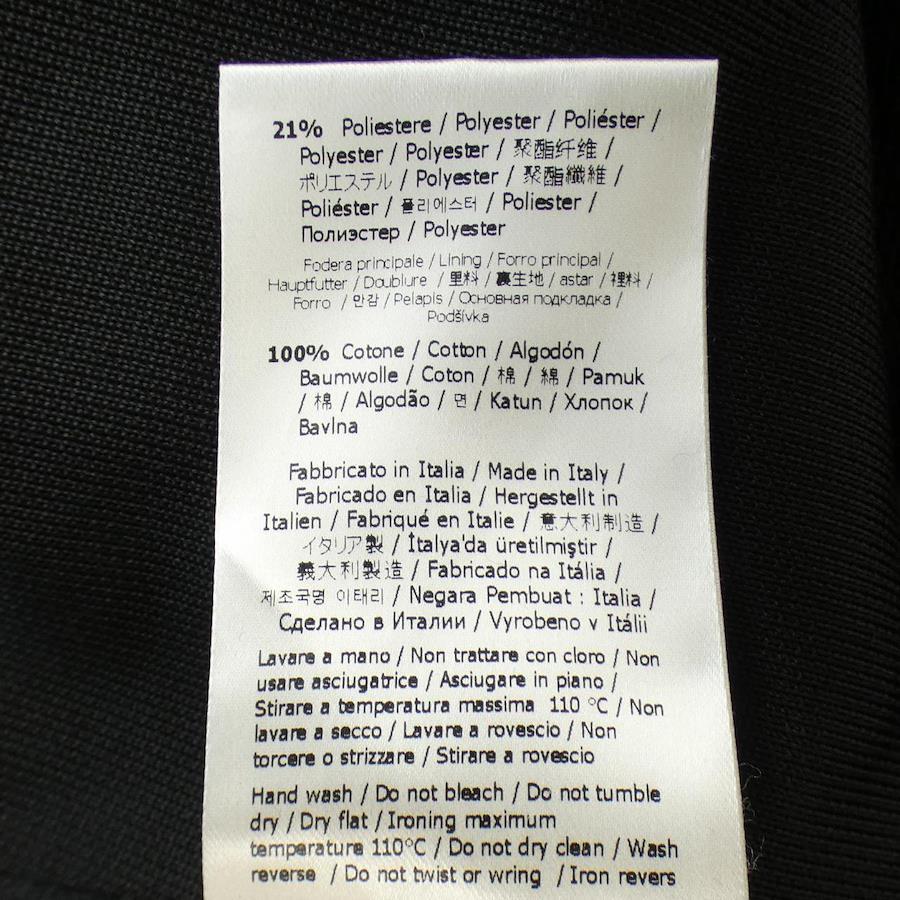 21% Poliestere / Polyester / Poliéster /
Polyester / Polyester / 聚酯纤维 /
ポリエステル / Polyester / 聚酯纖維 /
Poliéster / 폴리에스터 / Poliester /
Полиэстер / Polyester
Fodera principale / Lining / Forro principal /
Hauptfutter / Doublure / 里料 / 裏生地 / astar / 裡料 /
Forro / 안감 / Pelapis / Основная подкладка /
Podšívka
100% Cotone / Cotton / Algodón /
Baumwolle / Coton / 棉 / 綿 / Pamuk
/ 棉 / Algodão / 면 / Katun / Хлопок /
Bavlna
Fabbricato in Italia / Made in Italy /
Fabricado en Italia / Hergestellt in
Italien / Fabriqué en Italie / 意大利制造 /
イタリア製 / İtalya'da üretilmiştir /
義大利製造 / Fabricado na Itália /
제조국명 이태리 / Negara Pembuat : Italia /
Сделано в Италии / Vyrobeno v Itálii
Lavare a mano / Non trattare con cloro / Non
usare asciugatrice / Asciugare in piano /
Stirare a temperatura massima 110 °C / Non
lavare a secco / Lavare a rovescio / Non
torcere o strizzare / Stirare a rovescio
Hand wash / Do not bleach / Do not tumble
dry / Dry flat / Ironing maximum
temperature 110°C / Do not dry clean / Wash
reverse / Do not twist or wring / Iron revers